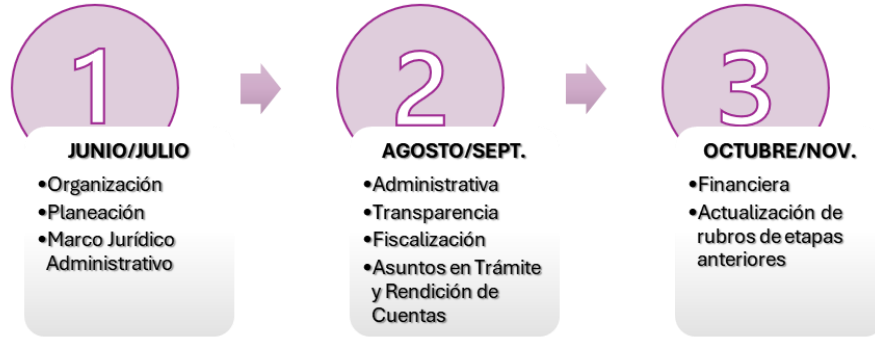 1
JUNIO/JULIO
•Organización
•Planeación
•Marco Jurídico
Administrativo
2
AGOSTO/SEPT.
•Administrativa
•Transparencia
•Fiscalización
•Asuntos en Trámite
y Rendición de
Cuentas
3
OCTUBRE/NOV.
•Financiera
•Actualización de
rubros de etapas
anteriores